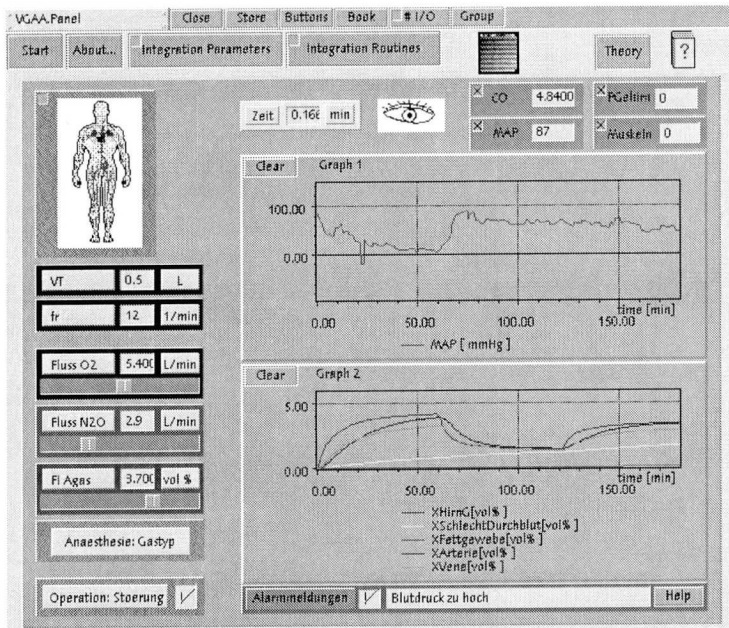 VGAA.Panel Close Store Buttons Book # I/O Group
Start About... Integration Parameters Integration Routines Theory ?
Zeit 0.166 min
CO 4.8400
PGeltim 0
MAP 87
Muskeln 0
VT 0.5 L
fr 12 1/min
Fluss O2 5.400 L/min
Fluss N2O 2.9 L/min
Fl Agas 3.700 vol %
Anaesthesie: Gastyp
Operation: Stoerung
Clear Graph 1
100.00
0.00
time [min]
0.00 50.00 100.00 150.00
MAP [ mmHg ]
Clear Graph 2
5.00
0.00
time [min]
0.00 50.00 100.00 150.00
XHirnG[vol% ]
XSchlechtDurchblut[vol% ]
XFettgewebe[vol% ]
XArterie[vol% ]
XVene[vol% ]
Alarmmeldungen Blutdruck zu hoch Help